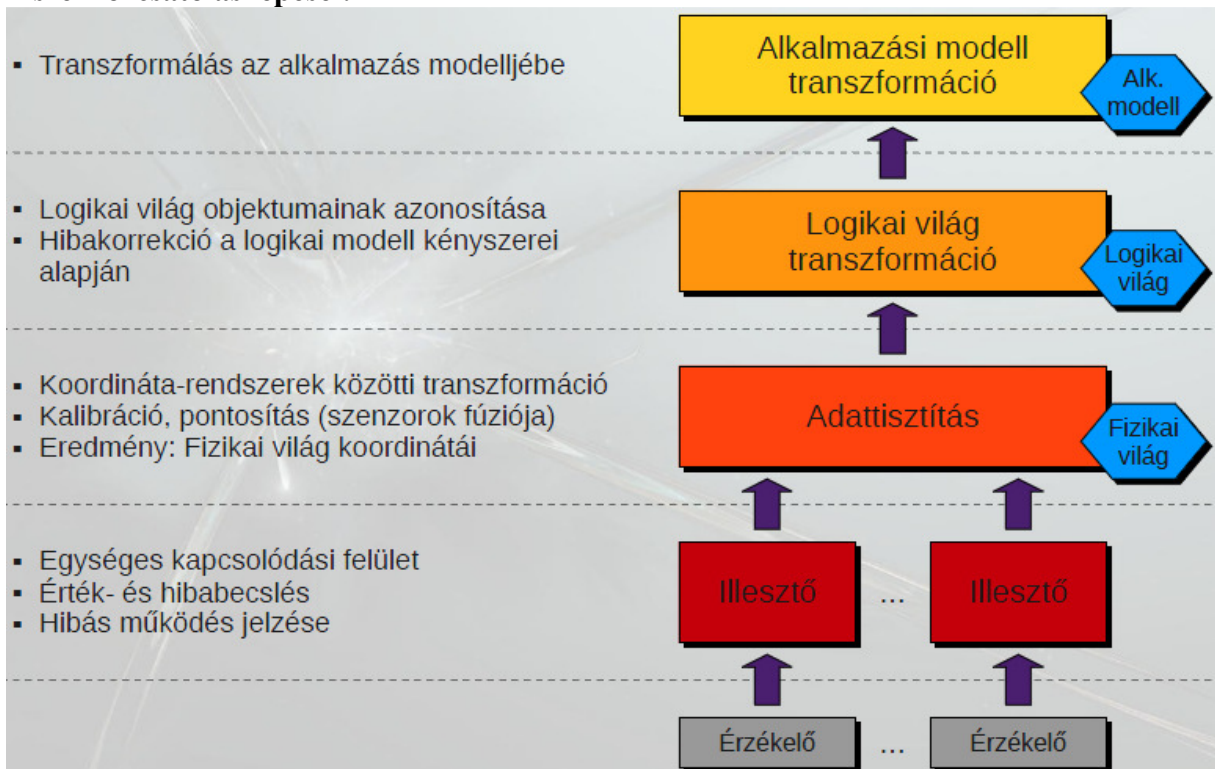 ▪ Transzformálás az alkalmazás modelljébe
Alkalmazási modell
transzformáció
Alk.
modell
▪ Logikai világ objektumainak azonosítása
▪ Hibakorrekció a logikai modell kényszerei
alapján
Logikai világ
transzformáció
Logikai
világ
▪ Koordináta-rendszerek közötti transzformáció
▪ Kalibráció, pontosítás (szenzorok fúziója)
▪ Eredmény: Fizikai világ koordinátái
Adattisztítás
Fizikai
világ
▪ Egységes kapcsolódási felület
▪ Érték- és hibabecslés
▪ Hibás működés jelzése
Illesztő ... Illesztő
Érzékelő ... Érzékelő